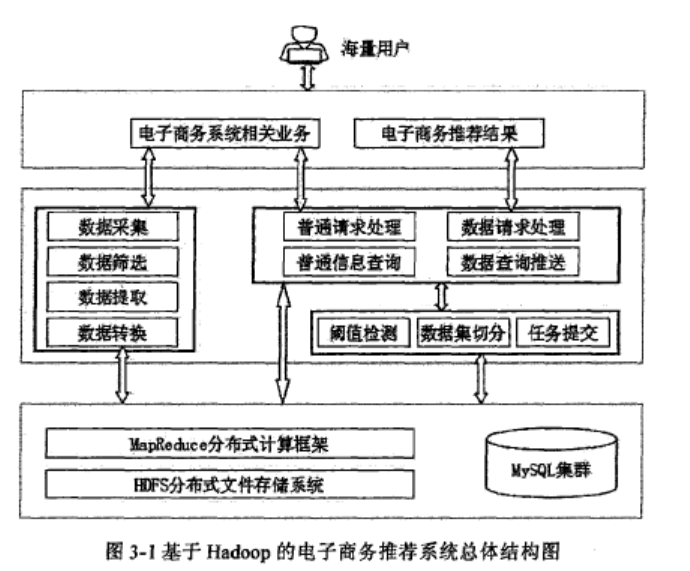 海量用户
电子商务系统相关业务
电子商务推荐结果
数据采集
数据筛选
数据提取
数据转换
普通请求处理
数据请求处理
普通信息查询
数据查询推送
阈值检测
数据集切分
任务提交
MapReduce分布式计算框架
HDFS分布式文件存储系统
MySQL集群
图 3-1 基于 Hadoop 的电子商务推荐系统总体结构图